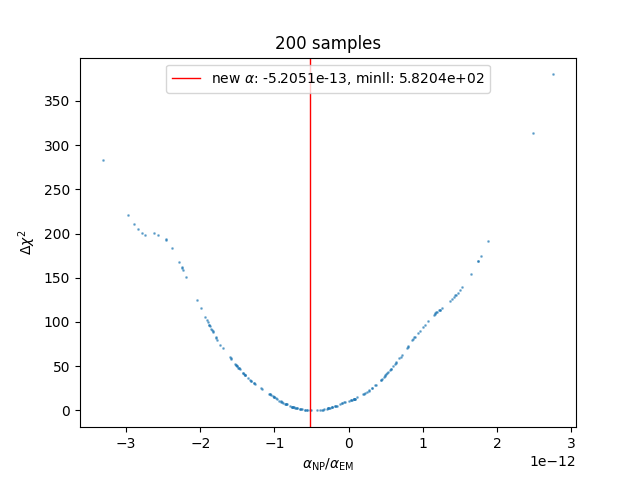 200 samples
new α: -5.2051e-13, minll: 5.8204e+02
Δχ²
350
300
250
200
150
100
50
0
−3 −2 −1 0 1 2 3
1e−12
α_NP/α_EM